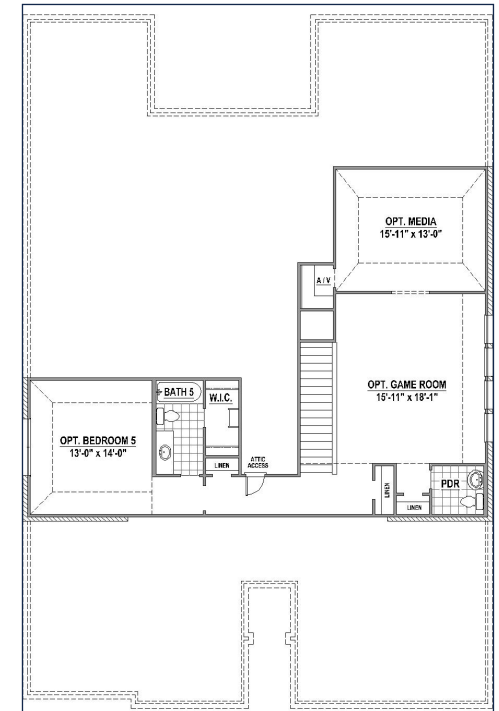 OPT. MEDIA
15'-11" x 13'-0"
A / V
OPT. GAME ROOM
15'-11" x 18'-1"
BATH 5
W.I.C.
OPT. BEDROOM 5
13'-0" x 14'-0"
LINEN
ATTIC
ACCESS
LINEN
PDR
LINEN